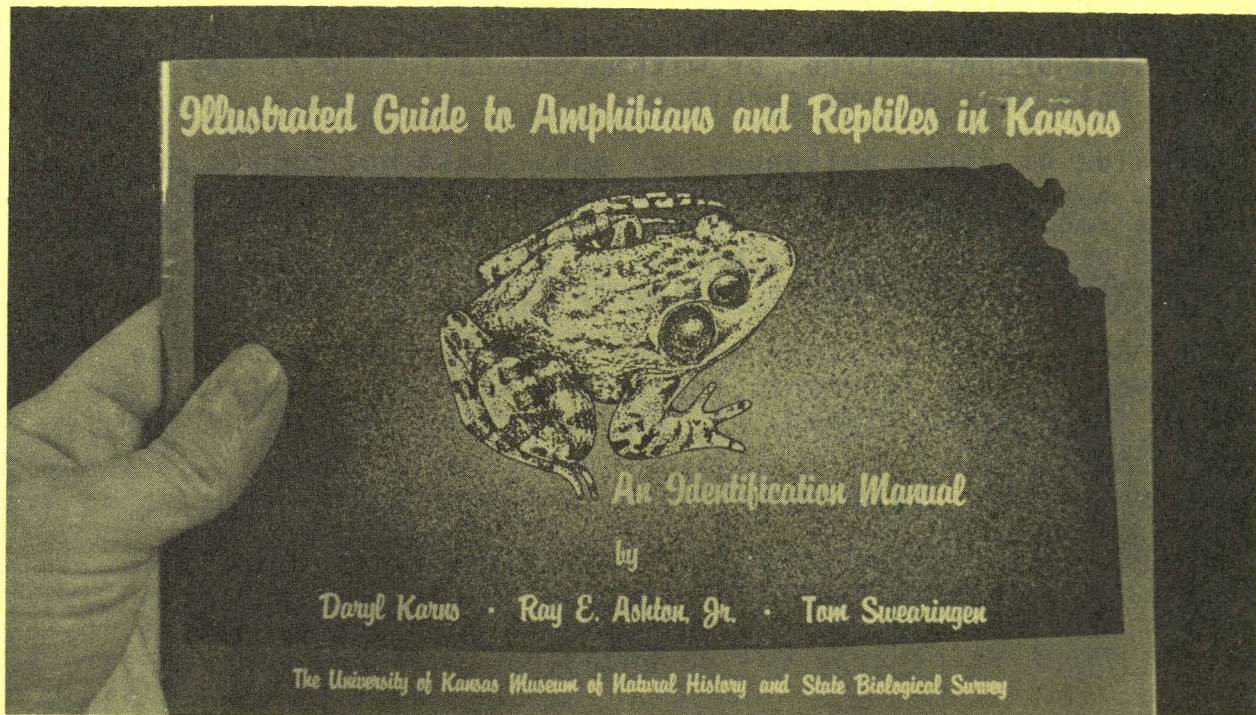 Illustrated Guide to Amphibians and Reptiles in Kansas
An Identification Manual
by
Daryl Karns · Ray E. Ashton, Jr. · Tom Swearingen
The University of Kansas Museum of Natural History and State Biological Survey